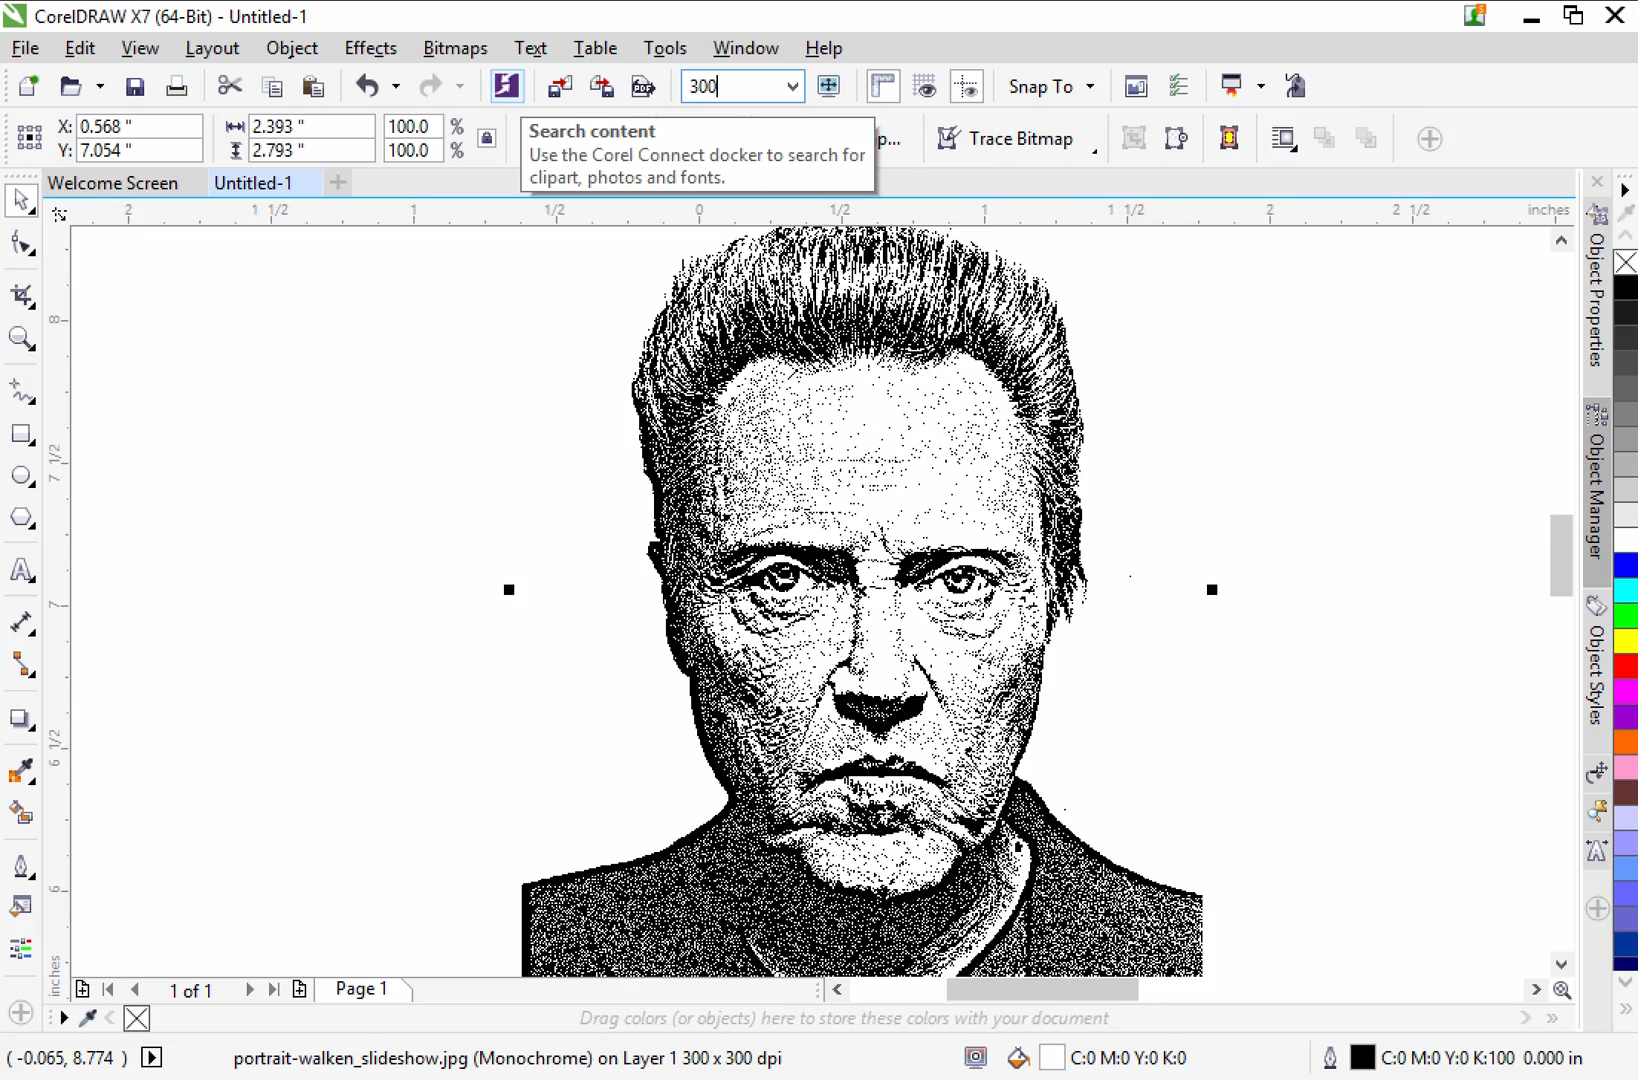 CorelDRAW X7 (64-Bit) - Untitled-1
File Edit View Layout Object Effects Bitmaps Text Table Tools Window Help
300 Snap To
X: 0.568 " 2.393 " 100.0 %
Y: 7.054 " 2.793 " 100.0 %
p... Trace Bitmap
Search content
Use the Corel Connect docker to search for
clipart, photos and fonts.
Welcome Screen Untitled-1
2 1 1/2 1 1/2 0 1/2 1 1 1/2 2 2 1/2 inches
8
7 1/2
7
6 1/2
6
inches
Object Properties
Object Manager
Object Styles
1 of 1 Page 1
Drag colors (or objects) here to store these colors with your document
( -0.065, 8.774 ) portrait-walken_slideshow.jpg (Monochrome) on Layer 1 300 x 300 dpi C:0 M:0 Y:0 K:0 C:0 M:0 Y:0 K:100 0.000 in